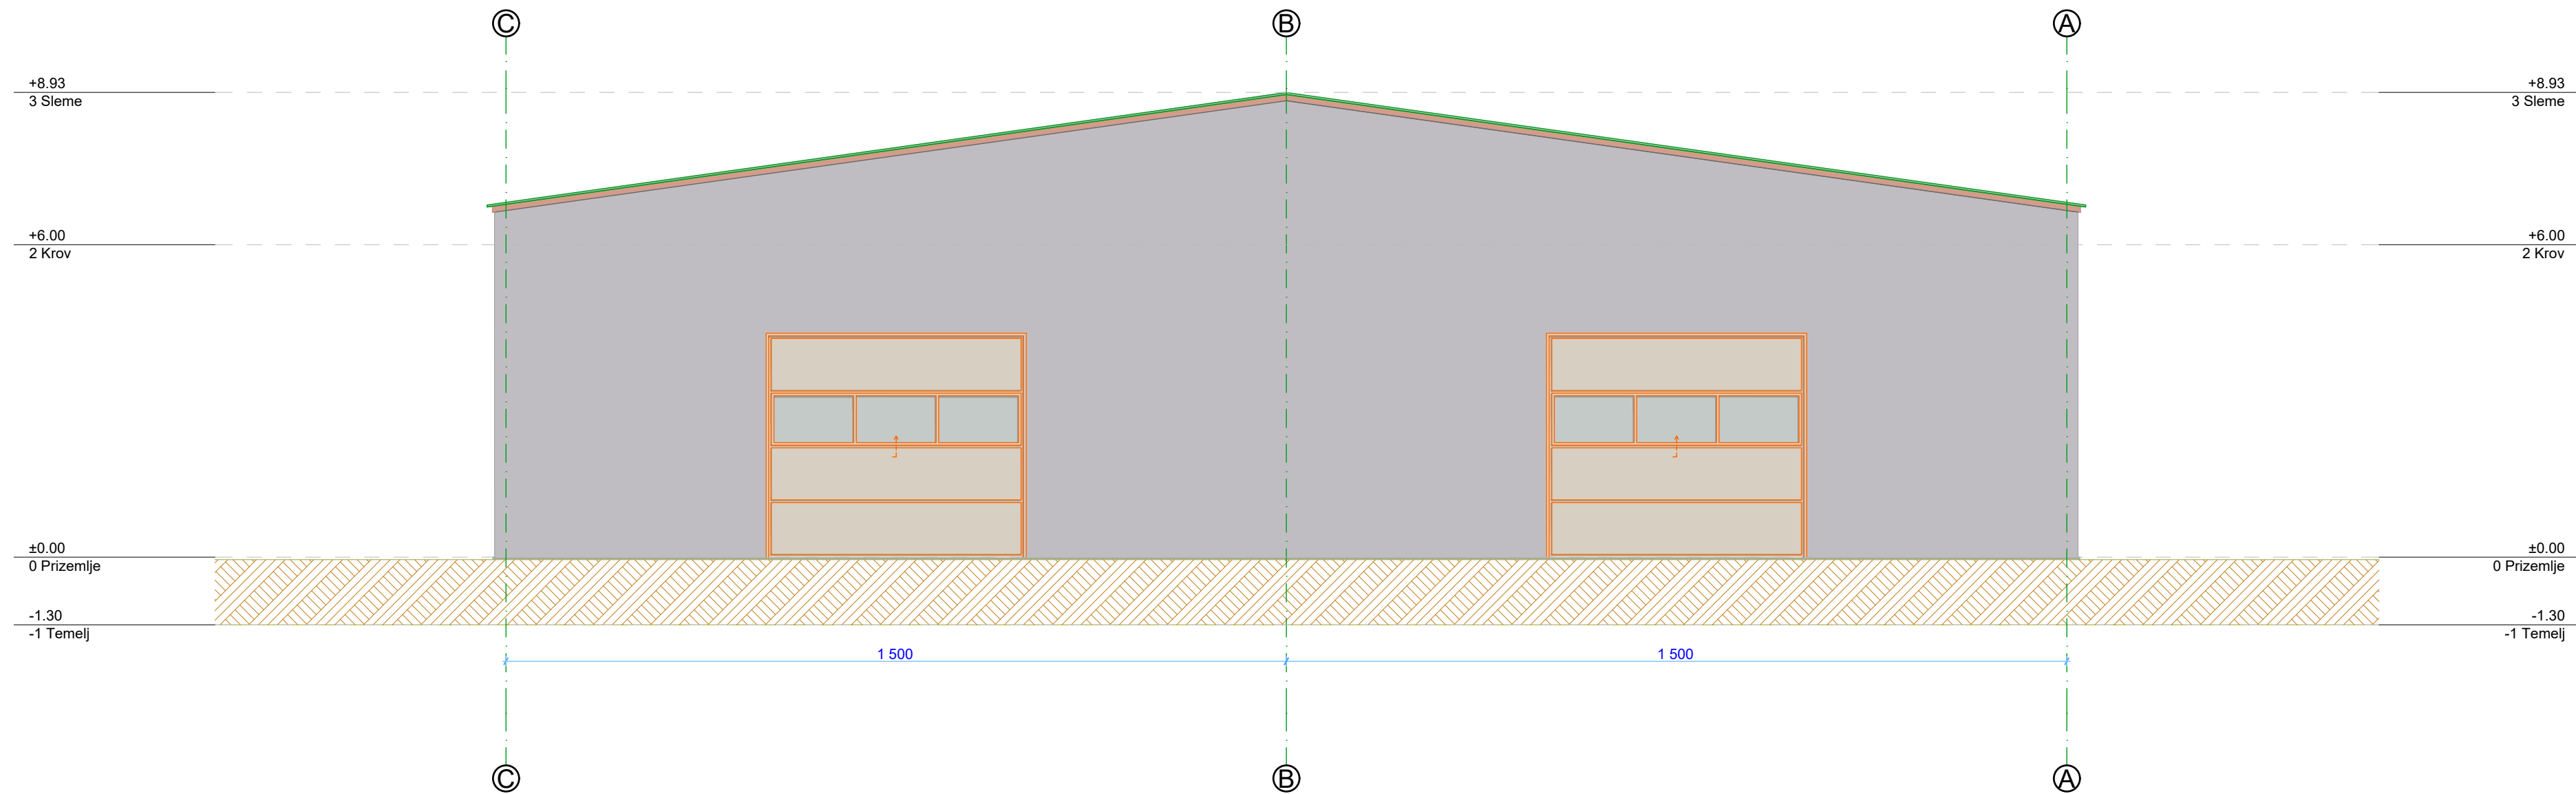 C B A
+8.93 +8.93
3 Sleme 3 Sleme
+6.00 +6.00
2 Krov 2 Krov
±0.00 ±0.00
0 Prizemlje 0 Prizemlje
-1.30 -1.30
-1 Temelj -1 Temelj
1 500 1 500
C B A